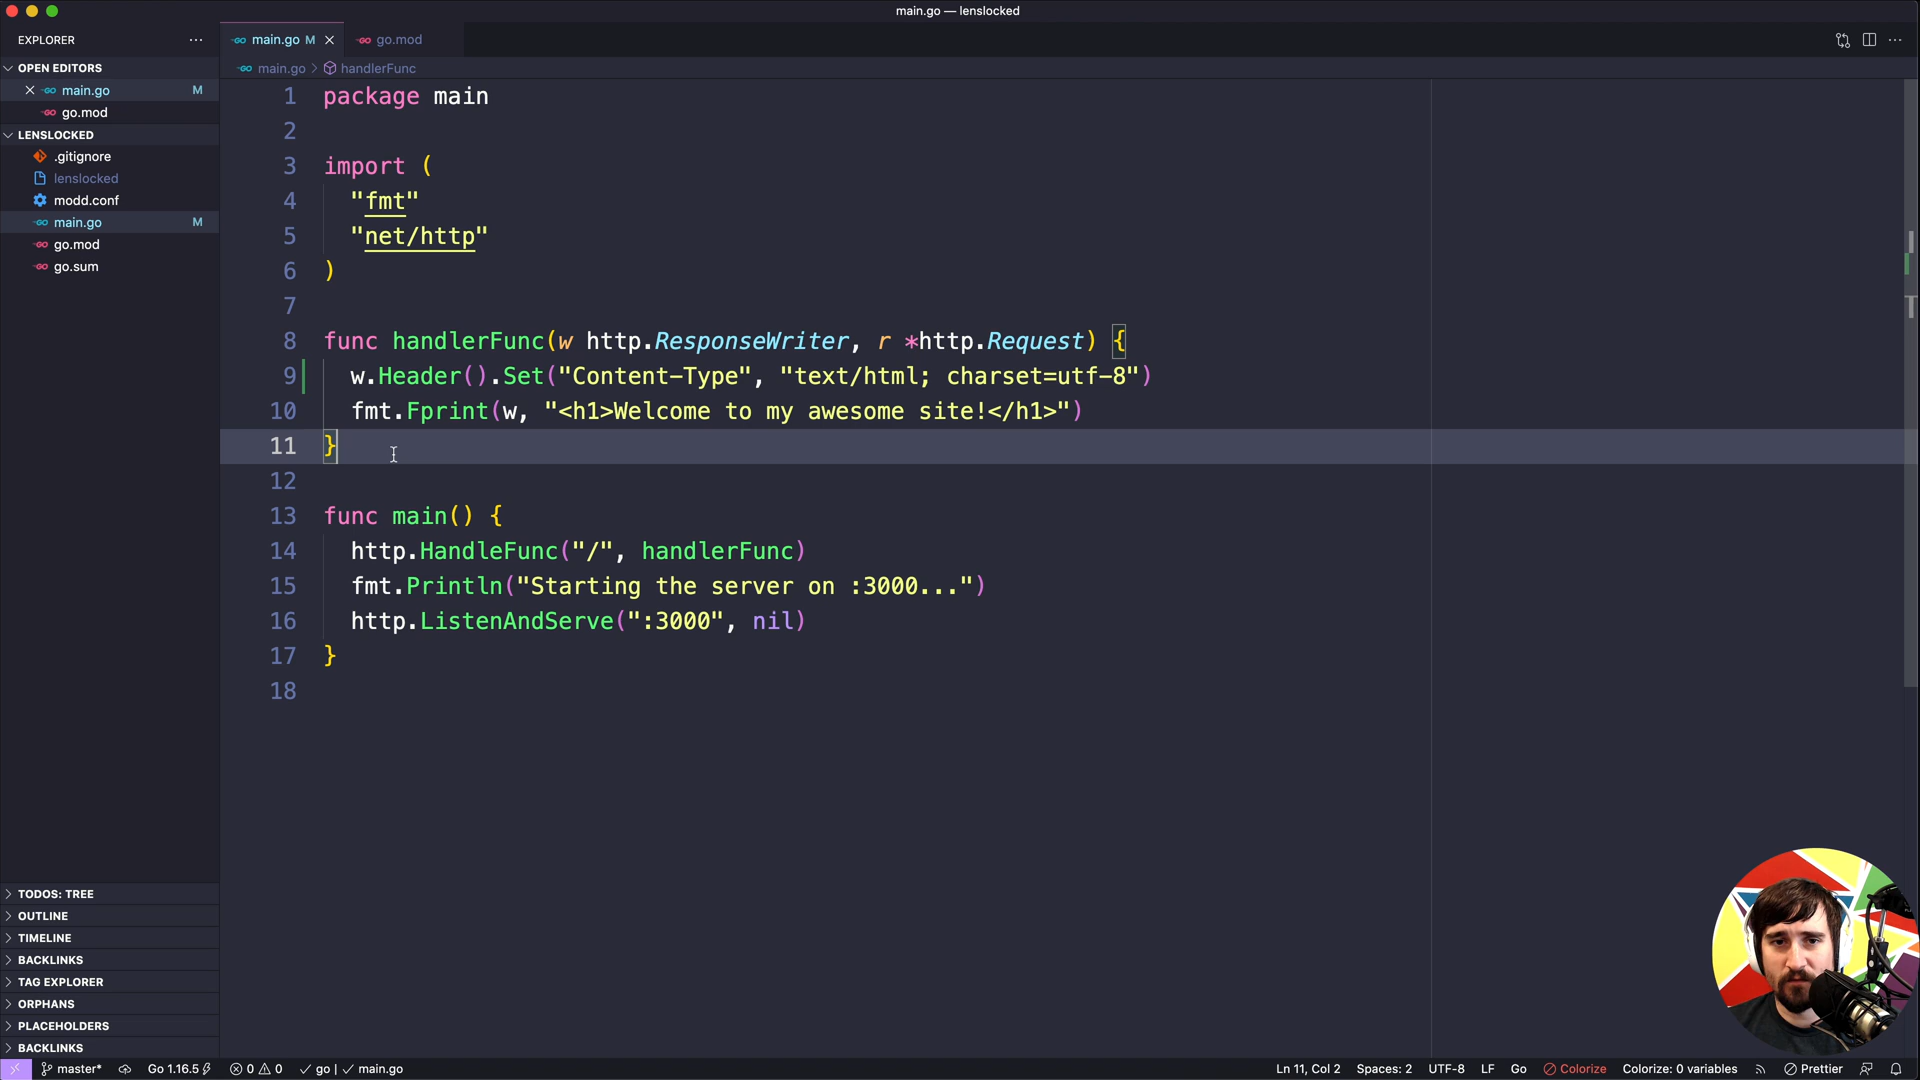 main.go — lenslocked
EXPLORER
OPEN EDITORS
main.go M
go.mod
LENSLOCKED
.gitignore
lenslocked
modd.conf
main.go M
go.mod
go.sum
TODOS: TREE
OUTLINE
TIMELINE
BACKLINKS
TAG EXPLORER
ORPHANS
PLACEHOLDERS
BACKLINKS
main.go M
go.mod
main.go > handlerFunc
1 package main
2
3 import (
4 "fmt"
5 "net/http"
6 )
7
8 func handlerFunc(w http.ResponseWriter, r *http.Request) {
9 w.Header().Set("Content-Type", "text/html; charset=utf-8")
10 fmt.Fprint(w, "<h1>Welcome to my awesome site!</h1>")
11 }
12
13 func main() {
14 http.HandleFunc("/", handlerFunc)
15 fmt.Println("Starting the server on :3000...")
16 http.ListenAndServe(":3000", nil)
17 }
18
master* Go 1.16.5 0 0 go | main.go Ln 11, Col 2 Spaces: 2 UTF-8 LF Go Colorize Colorize: 0 variables Prettier